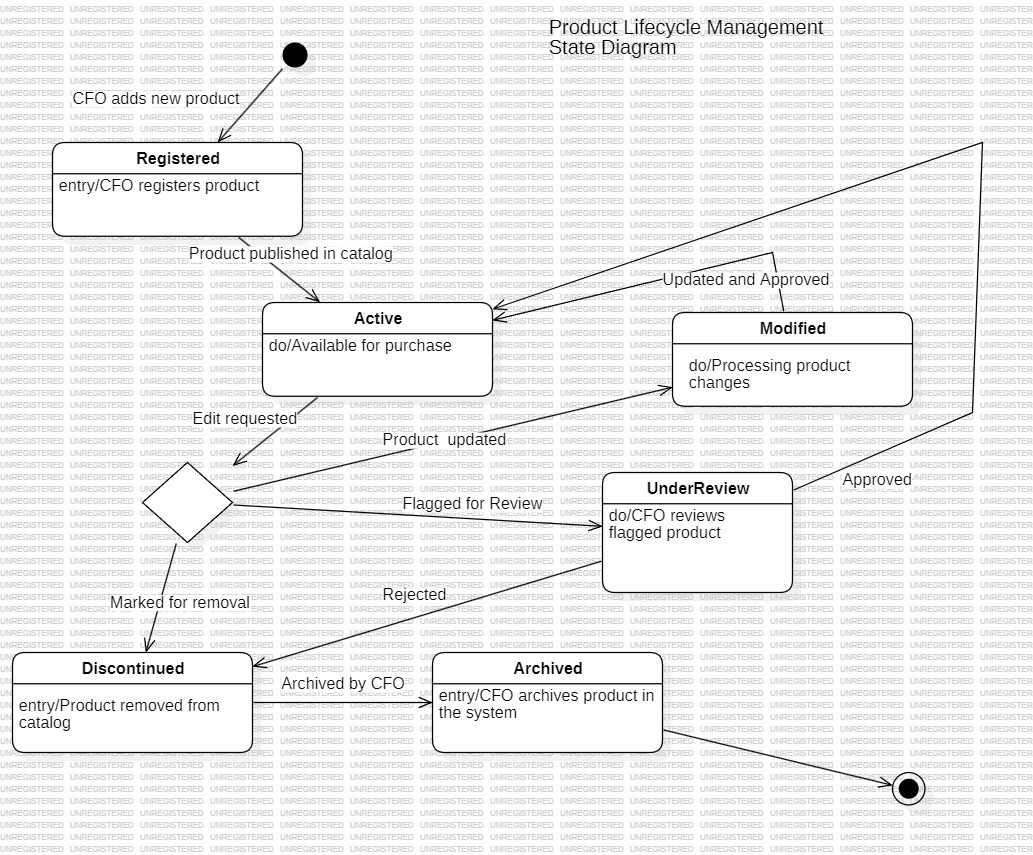 Product Lifecycle Management
State Diagram
CFO adds new product
Registered
entry/CFO registers product
Product published in catalog
Active
do/Available for purchase
Updated and Approved
Modified
do/Processing product
changes
Edit requested
Product  updated
Flagged for Review
UnderReview
do/CFO reviews
flagged product
Approved
Marked for removal
Rejected
Discontinued
entry/Product removed from
catalog
Archived by CFO
Archived
entry/CFO archives product in
the system
UNREGISTERED